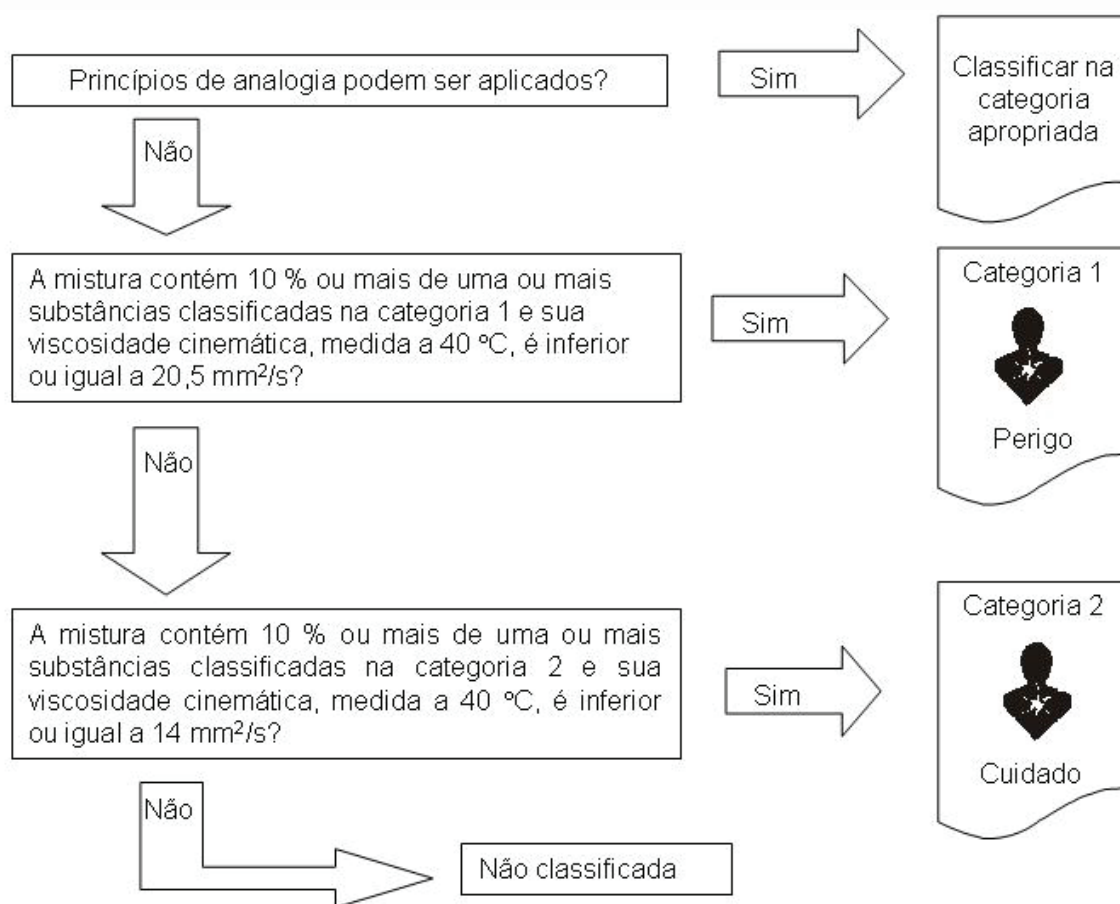 Princípios de analogia podem ser aplicados?
Sim
Classificar na
categoria
apropriada
Não
A mistura contém 10 % ou mais de uma ou mais
substâncias classificadas na categoria 1 e sua
viscosidade cinemática, medida a 40 ºC, é inferior
ou igual a 20,5 mm²/s?
Sim
Categoria 1
Perigo
Não
A mistura contém 10 % ou mais de uma ou mais
substâncias classificadas na categoria 2 e sua
viscosidade cinemática, medida a 40 ºC, é inferior
ou igual a 14 mm²/s?
Sim
Categoria 2
Cuidado
Não
Não classificada